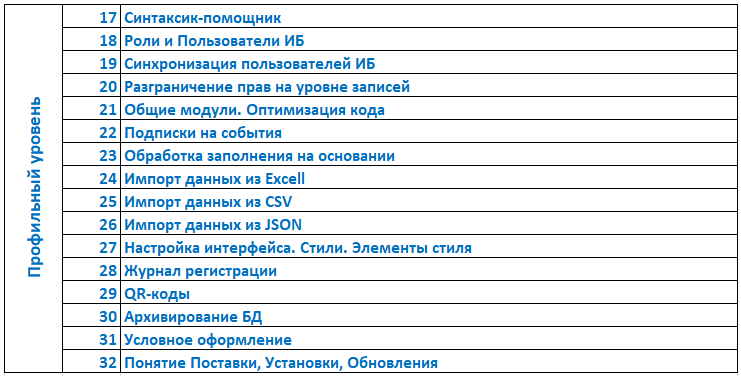 Профильный уровень
17 Синтаксик-помощник
18 Роли и Пользователи ИБ
19 Синхронизация пользователей ИБ
20 Разграничение прав на уровне записей
21 Общие модули. Оптимизация кода
22 Подписки на события
23 Обработка заполнения на основании
24 Импорт данных из Excell
25 Импорт данных из CSV
26 Импорт данных из JSON
27 Настройка интерфейса. Стили. Элементы стиля
28 Журнал регистрации
29 QR-коды
30 Архивирование БД
31 Условное оформление
32 Понятие Поставки, Установки, Обновления